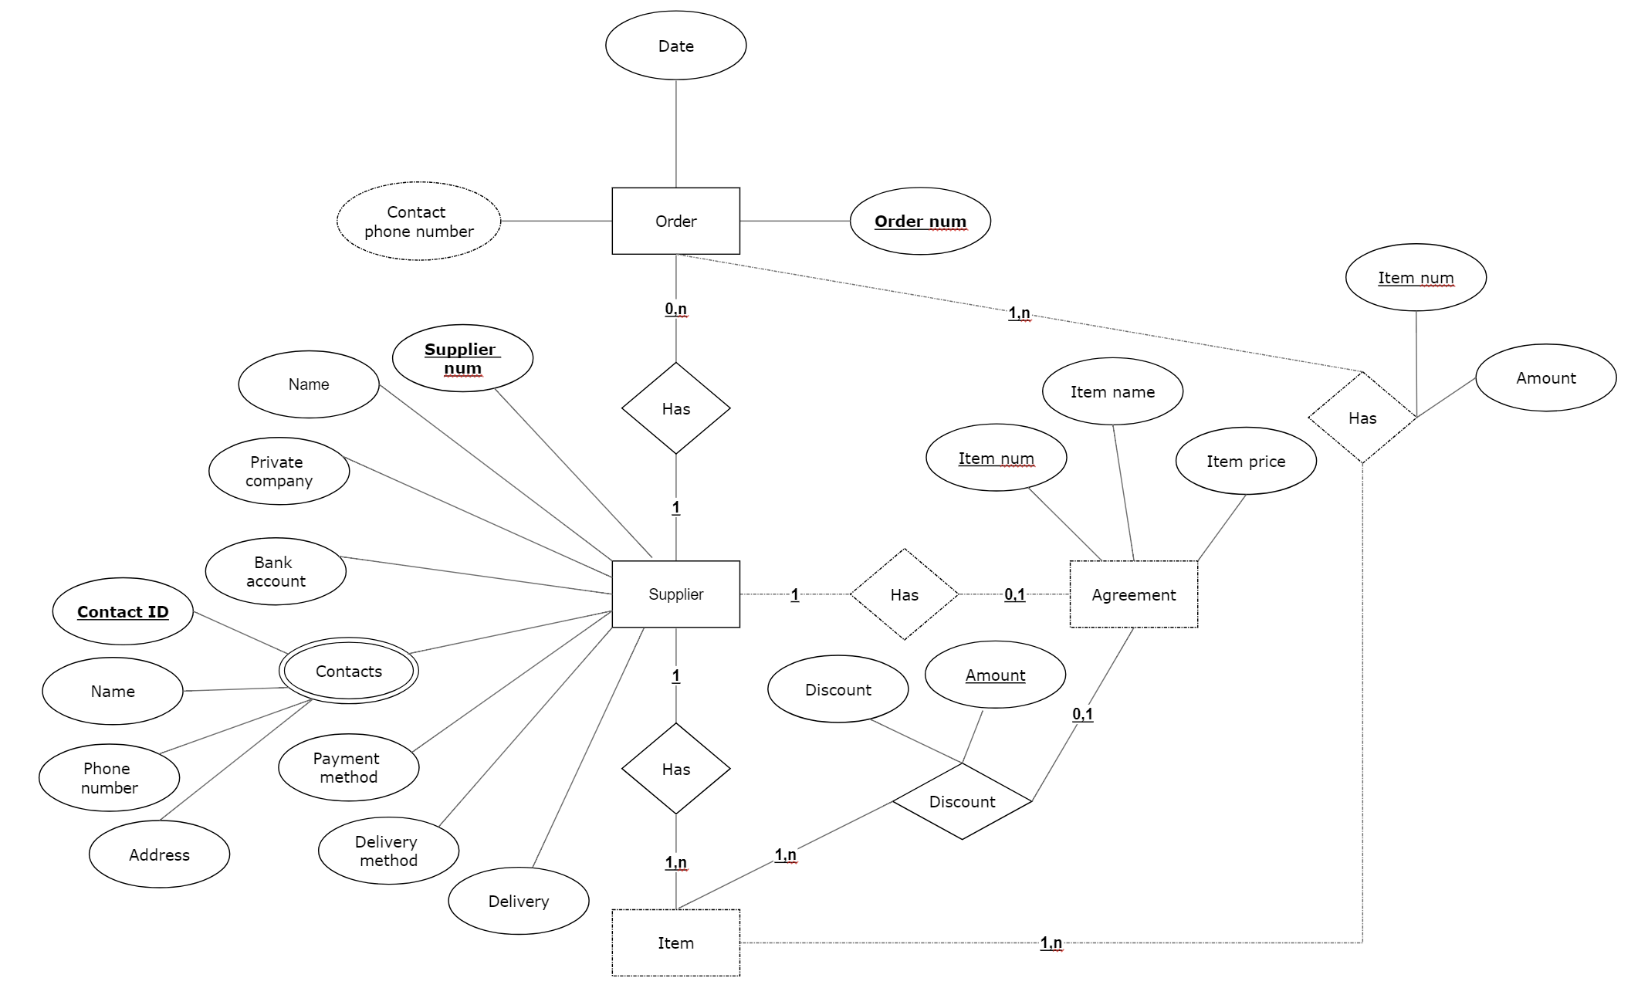 Date
Contact
phone number
Order
Order num
Item num
0,n
1,n
Supplier
num
Name
Item name
Amount
Has
Has
Private
company
Item num
Item price
1
Bank
account
Supplier
1
Has
0,1
Agreement
Contact ID
Contacts
Name
1
Discount
Amount
0,1
Phone
number
Payment
method
Has
Discount
Address
Delivery
method
1,n
1,n
Delivery
Item
1,n